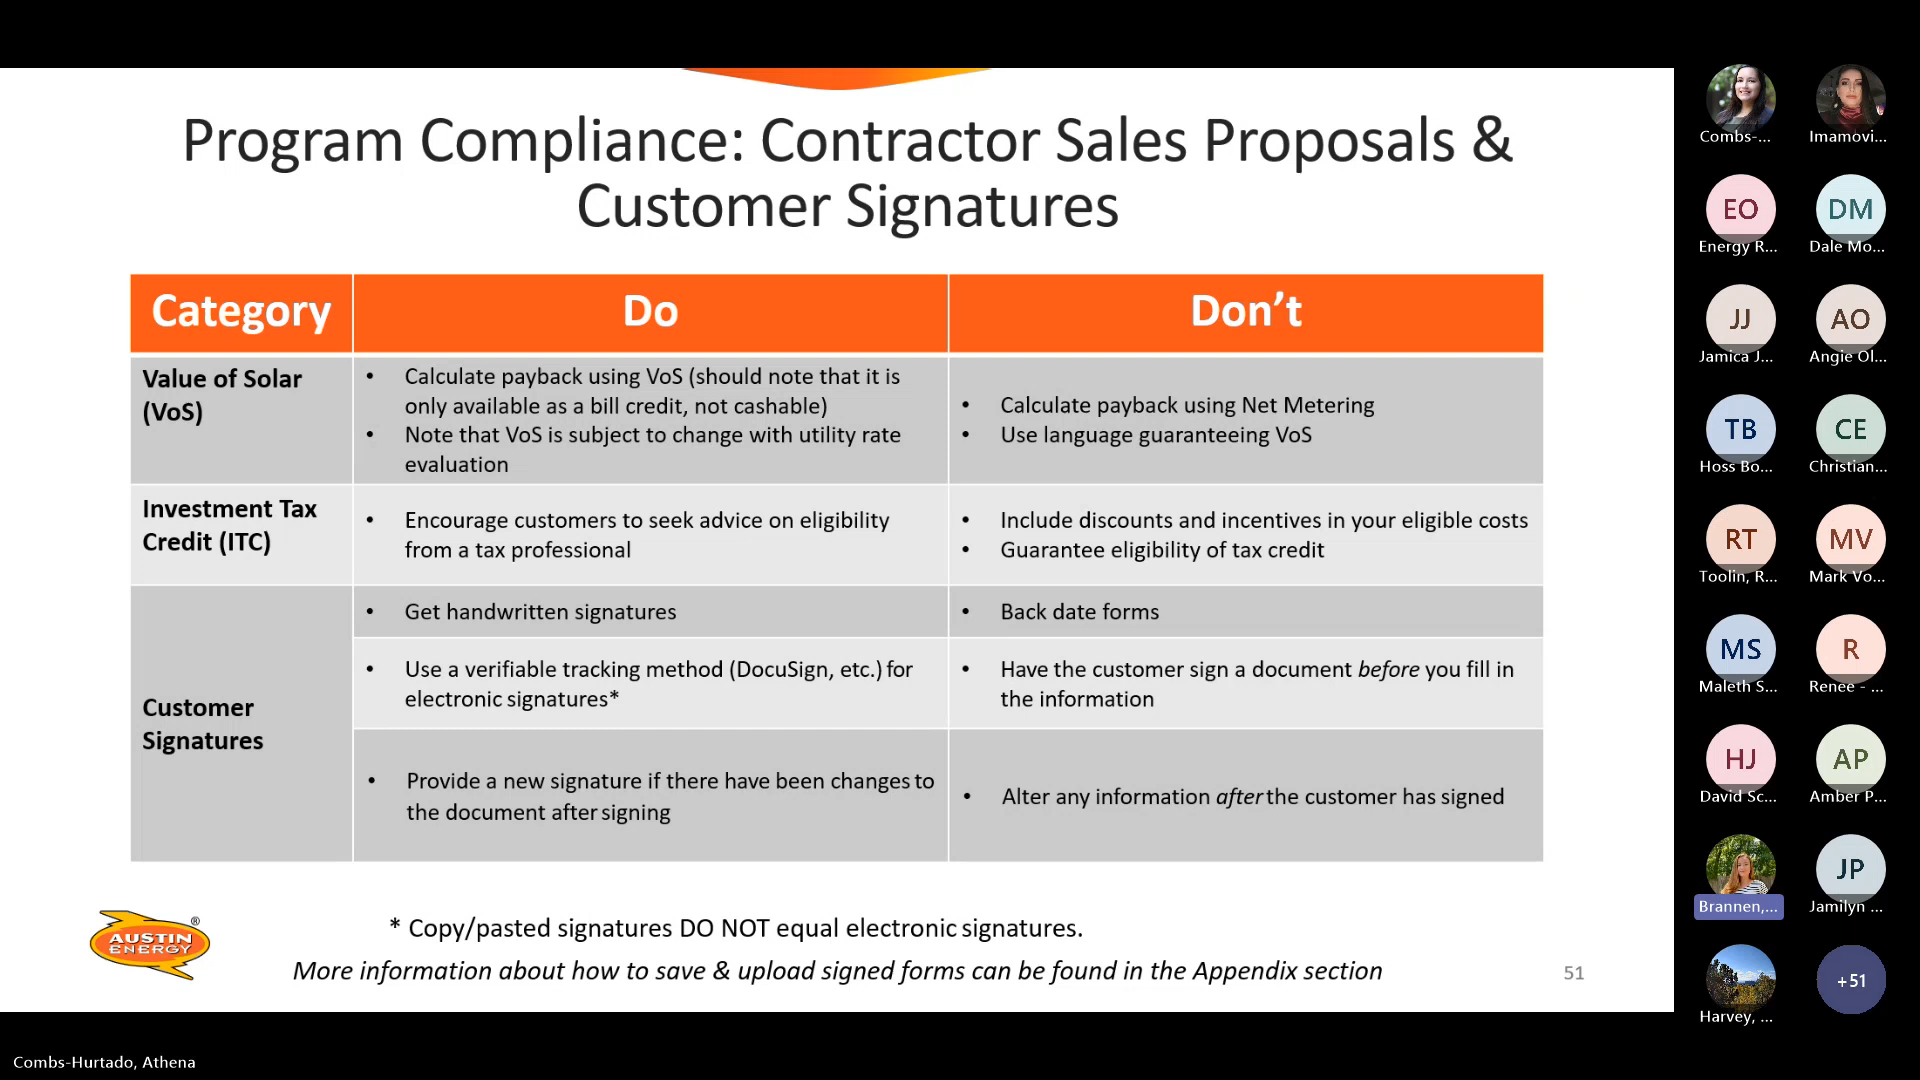 Program Compliance: Contractor Sales Proposals &
Customer Signatures
Category
Do
Don't
Value of Solar
(VoS)
• Calculate payback using VoS (should note that it is
only available as a bill credit, not cashable)
• Note that VoS is subject to change with utility rate
evaluation
• Calculate payback using Net Metering
• Use language guaranteeing VoS
Investment Tax
Credit (ITC)
• Encourage customers to seek advice on eligibility
from a tax professional
• Include discounts and incentives in your eligible costs
• Guarantee eligibility of tax credit
Customer
Signatures
• Get handwritten signatures
• Back date forms
• Use a verifiable tracking method (DocuSign, etc.) for
electronic signatures*
• Have the customer sign a document before you fill in
the information
• Provide a new signature if there have been changes to
the document after signing
• Alter any information after the customer has signed
AUSTIN
ENERGY
®
* Copy/pasted signatures DO NOT equal electronic signatures.
More information about how to save & upload signed forms can be found in the Appendix section
51
Combs-Hurtado, Athena
Combs-...
Imamovi...
EO
DM
Energy R...
Dale Mo...
JJ
AO
Jamica J...
Angie Ol...
TB
CE
Hoss Bo...
Christian...
RT
MV
Toolin, R...
Mark Vo...
MS
R
Maleth S...
Renee - ...
HJ
AP
David Sc...
Amber P...
JP
Brannen,...
Jamilyn ...
+51
Harvey, ...